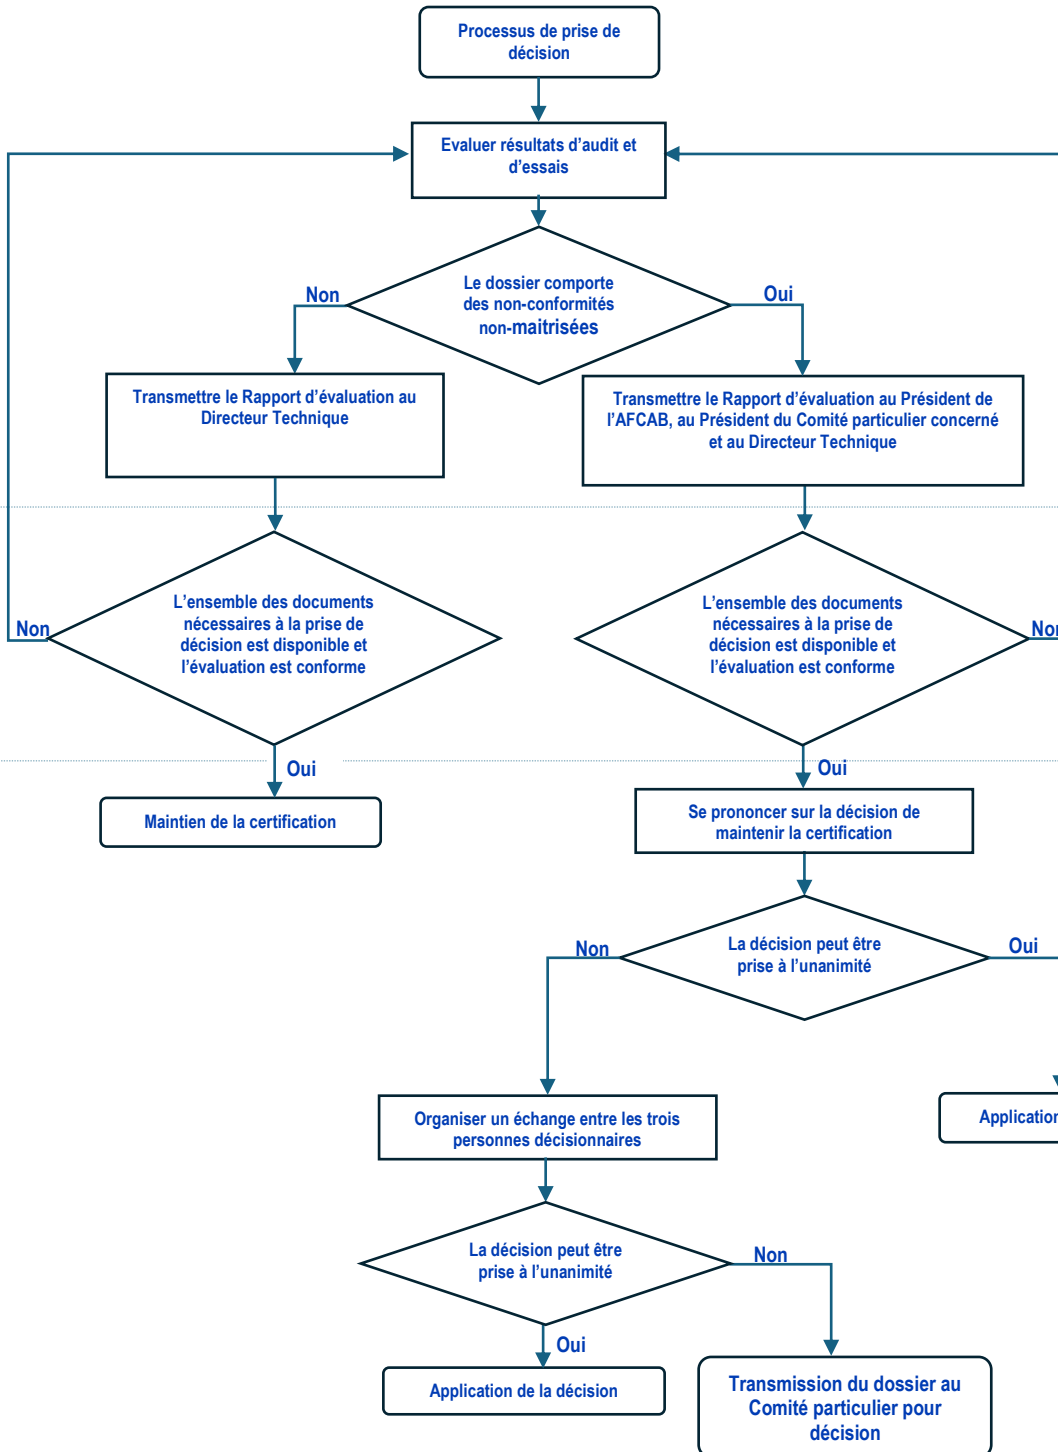 Processus de prise de
décision
Evaluer résultats d'audit et
d'essais
Le dossier comporte
des non-conformités
non-maitrisées
Non
Oui
Transmettre le Rapport d'évaluation au
Directeur Technique
Transmettre le Rapport d'évaluation au Président de
l'AFCAB, au Président du Comité particulier concerné
et au Directeur Technique
L'ensemble des documents
nécessaires à la prise de
décision est disponible et
l'évaluation est conforme
Non
L'ensemble des documents
nécessaires à la prise de
décision est disponible et
l'évaluation est conforme
Non
Oui
Oui
Maintien de la certification
Se prononcer sur la décision de
maintenir la certification
La décision peut être
prise à l'unanimité
Non
Oui
Organiser un échange entre les trois
personnes décisionnaires
Application
La décision peut être
prise à l'unanimité
Non
Oui
Application de la décision
Transmission du dossier au
Comité particulier pour
décision